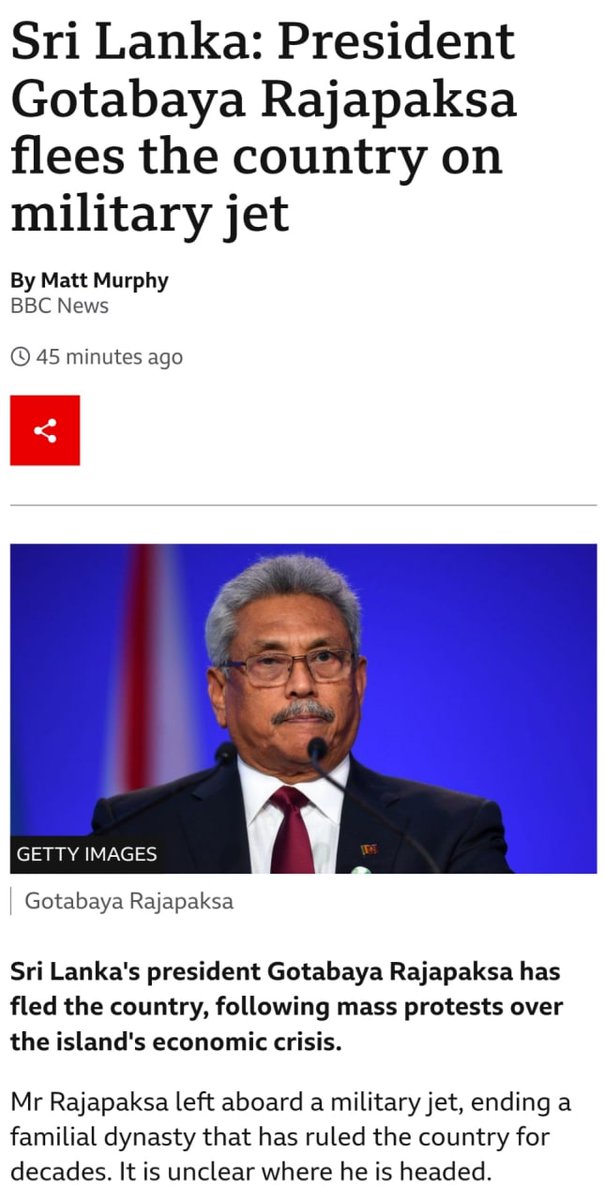 Sri Lanka: President
Gotabaya Rajapaksa
flees the country on
military jet
By Matt Murphy
BBC News
45 minutes ago
GETTY IMAGES
Gotabaya Rajapaksa
Sri Lanka's president Gotabaya Rajapaksa has
fled the country, following mass protests over
the island's economic crisis.
Mr Rajapaksa left aboard a military jet, ending a
familial dynasty that has ruled the country for
decades. It is unclear where he is headed.